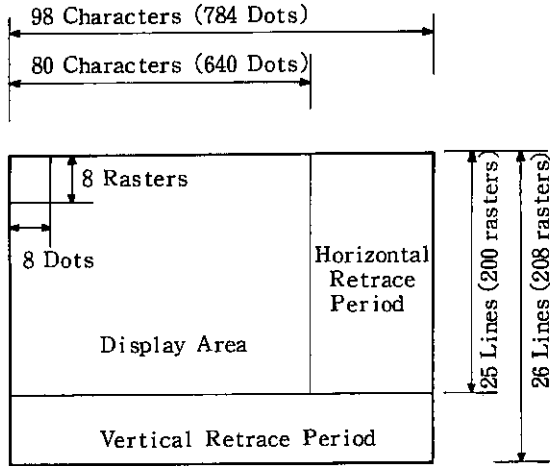 98 Characters (784 Dots)
80 Characters (640 Dots)
8 Rasters
8 Dots
Horizontal
Retrace
Period
Display Area
Vertical Retrace Period
25 Lines (200 rasters)
26 Lines (208 rasters)